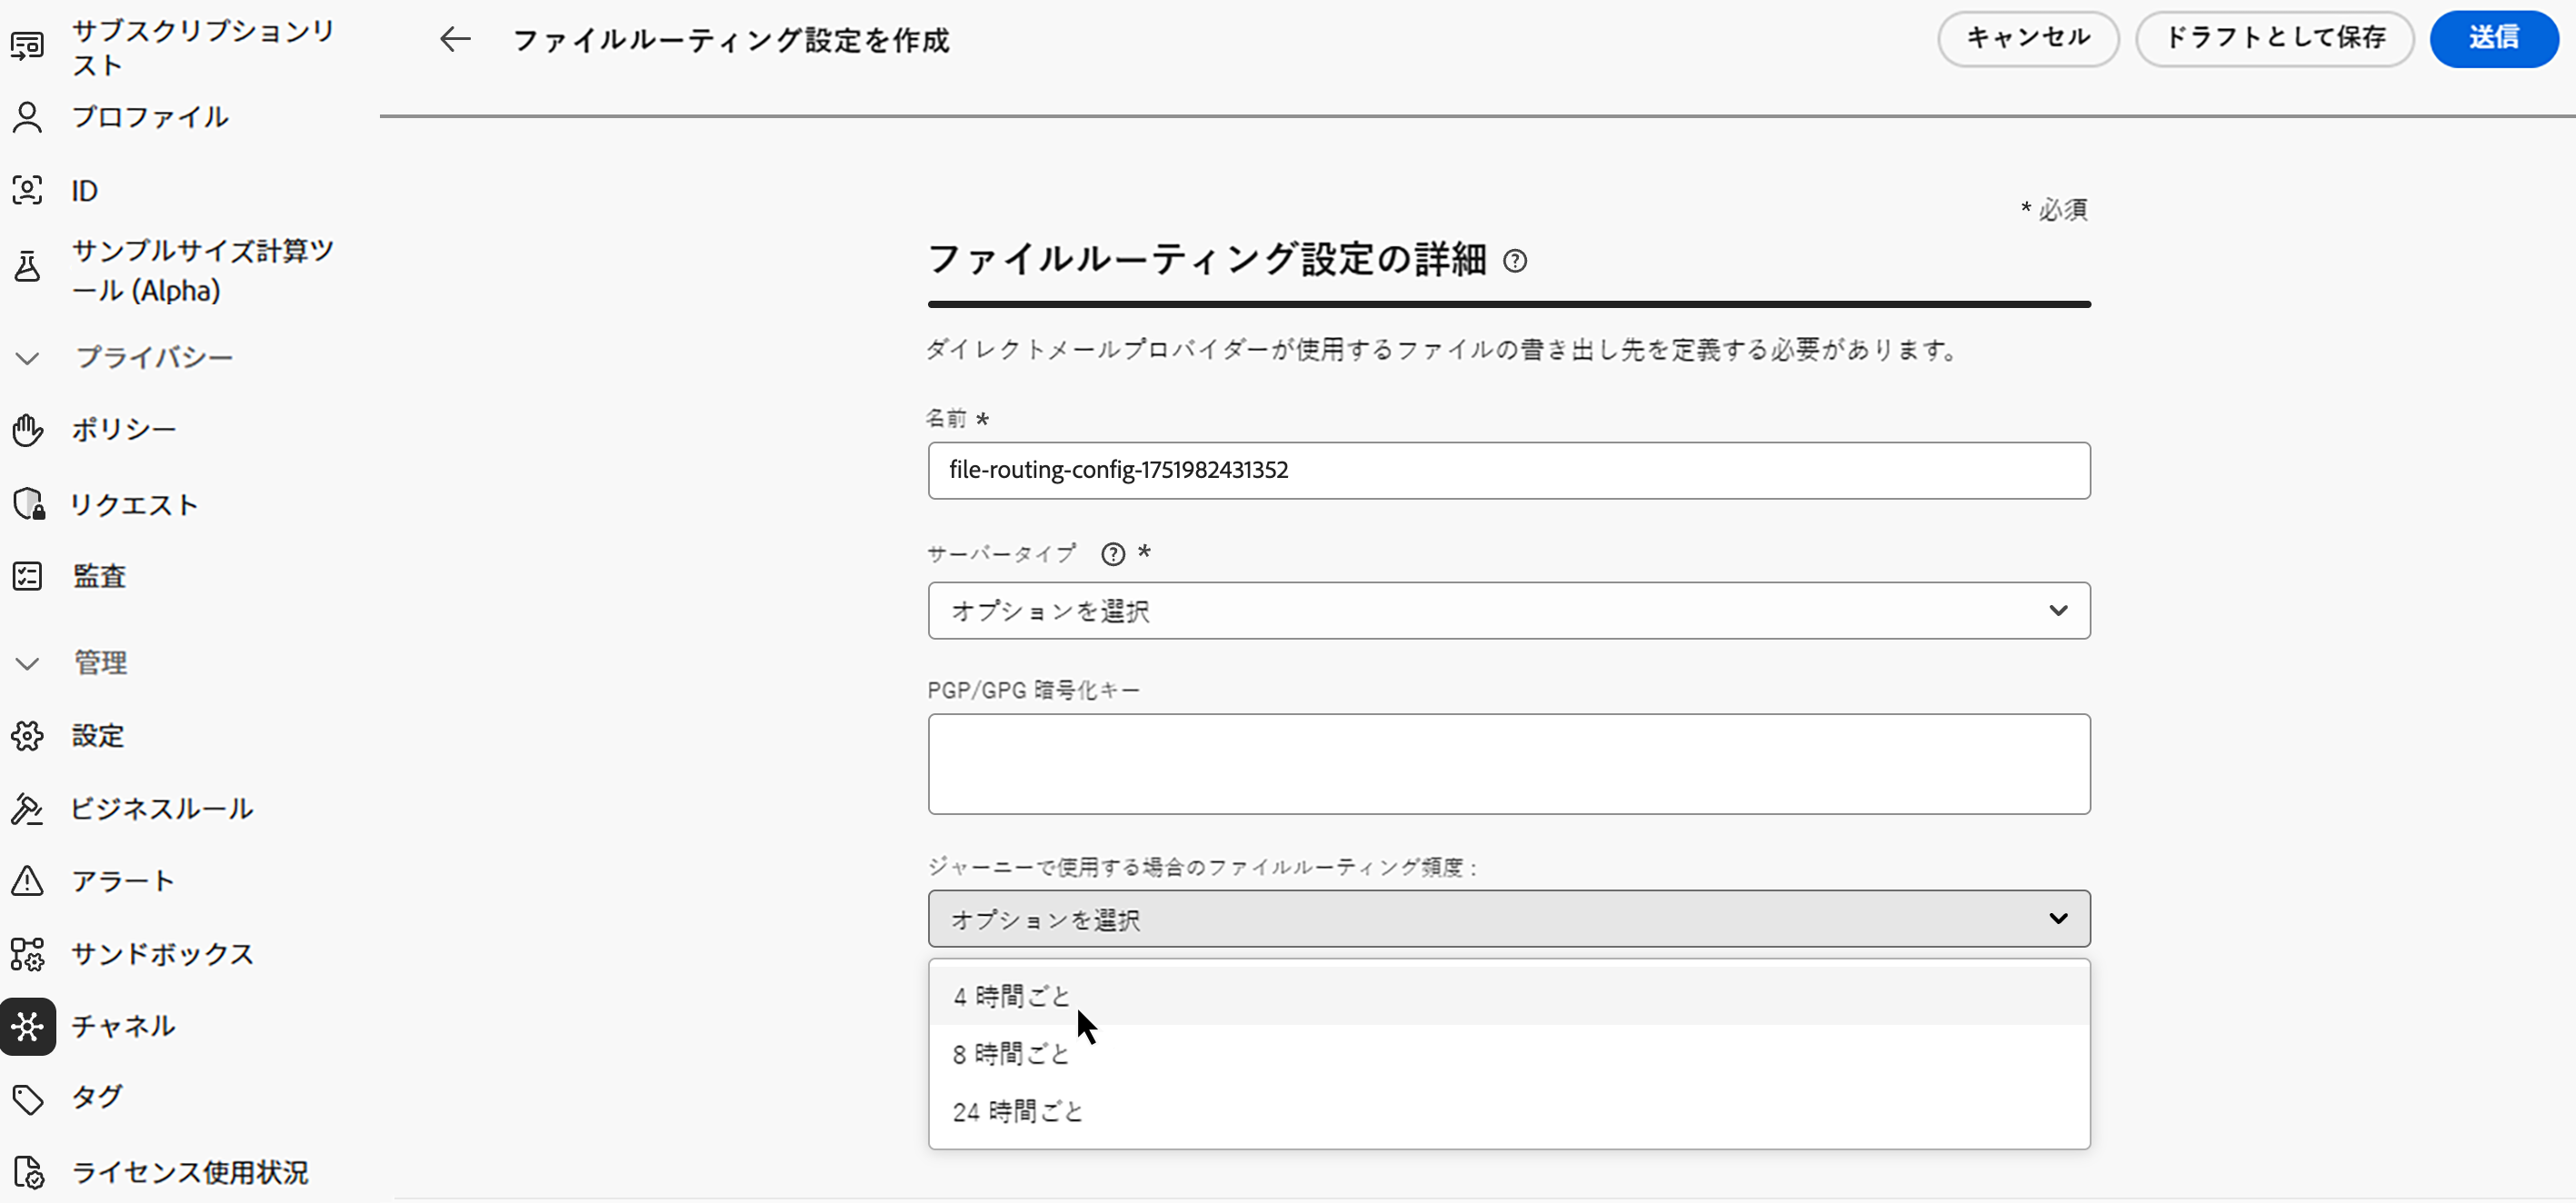 サブスクリプションリ
スト
プロファイル
ID
サンプルサイズ計算ツ
ール (Alpha)
プライバシー
ポリシー
リクエスト
監査
管理
設定
ビジネスルール
アラート
サンドボックス
チャネル
タグ
ライセンス使用状況
ファイルルーティング設定を作成
キャンセル
ドラフトとして保存
送信
* 必須
ファイルルーティング設定の詳細
ダイレクトメールプロバイダーが使用するファイルの書き出し先を定義する必要があります。
名前 *
file-routing-config-1751982431352
サーバータイプ *
オプションを選択
PGP/GPG 暗号化キー
ジャーニーで使用する場合のファイルルーティング頻度 :
オプションを選択
4 時間ごと
8 時間ごと
24 時間ごと